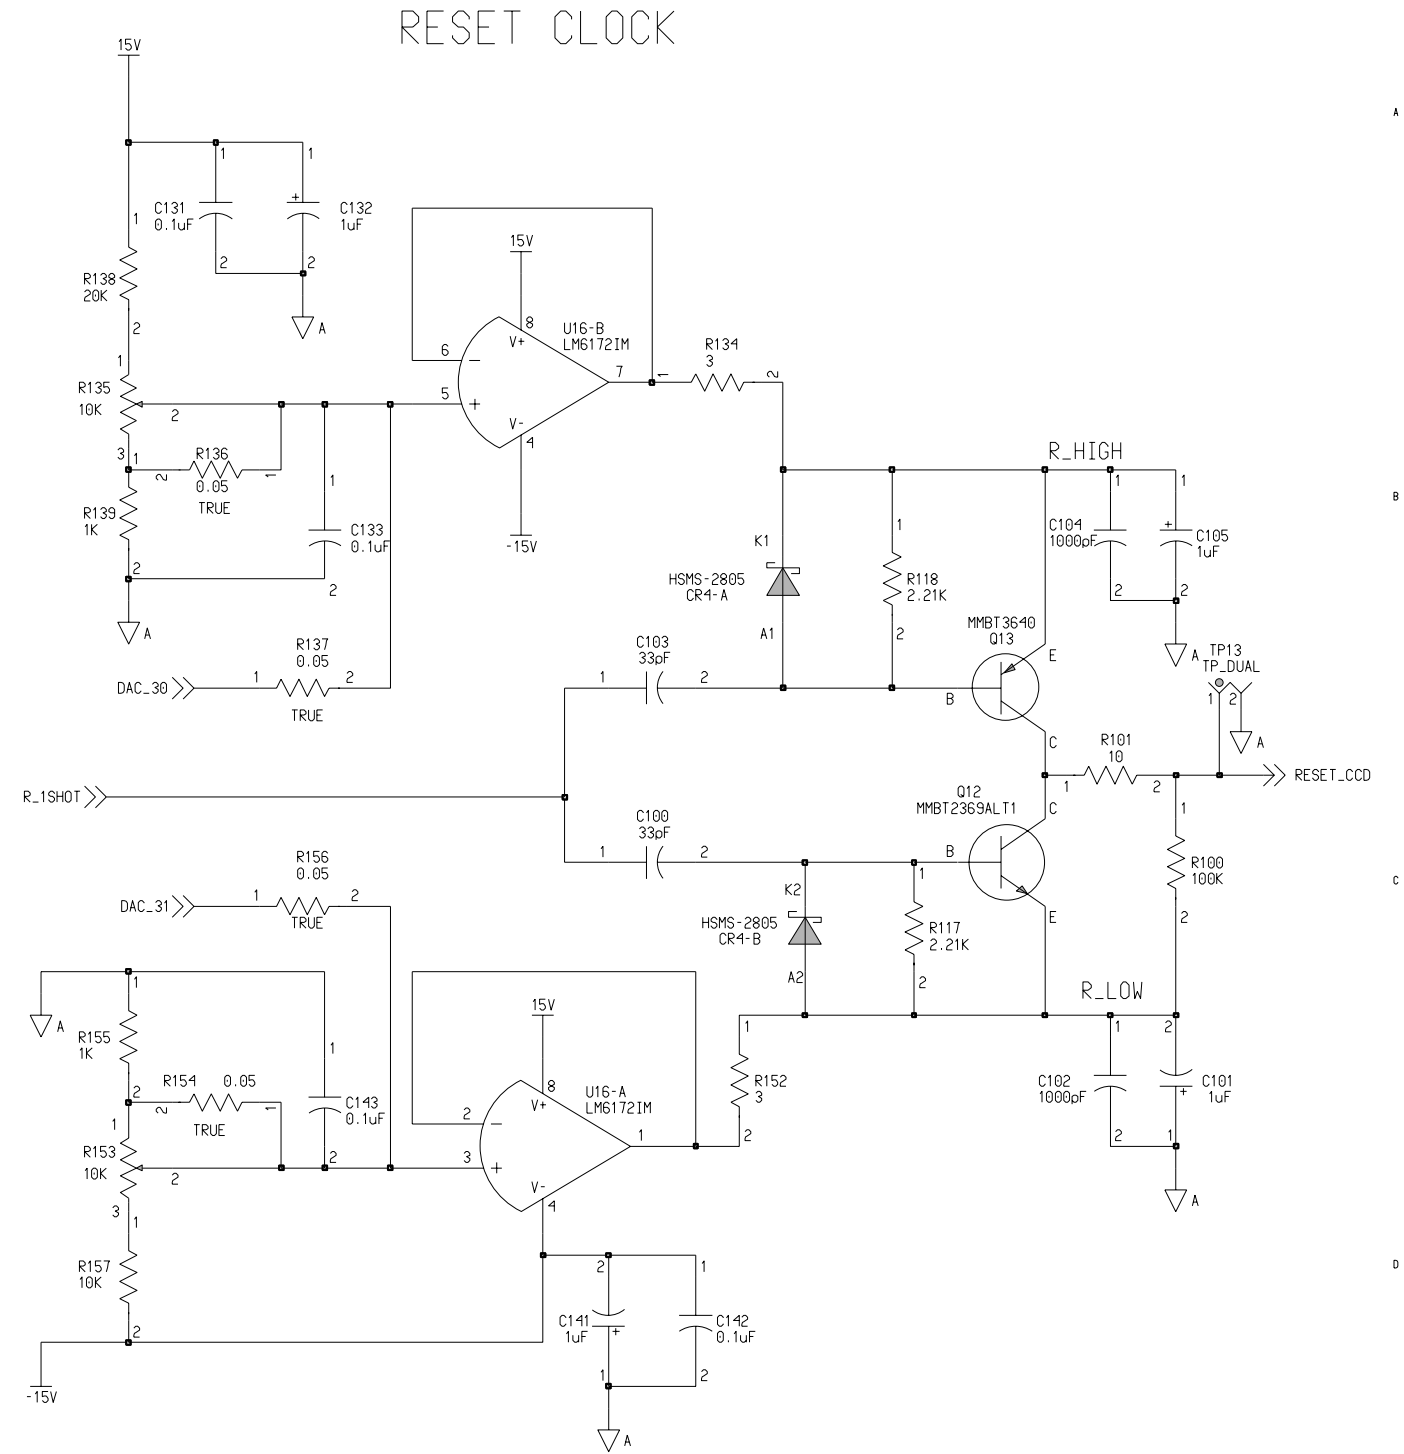 RESET CLOCK
15V
A
1
1
C131
0.1uF
+
C132
1uF
1
2
2
A
R138
20K
2
15V
8
V+
U16-B
LM6172IM
R134
3
6
−
7
1
2
1
R135
10K
2
5
+
V-
4
3
1
R136
2
1
0.05
TRUE
1
R_HIGH
1
1
B
R139
1K
C133
0.1uF
-15V
K1
1
C104
1000pF
+
C105
1uF
HSMS-2805
CR4-A
R118
2.21K
2
2
2
2
A
A1
2
MMBT3640
Q13
R137
0.05
C103
33pF
E
A
TP13
TP_DUAL
DAC_30
1
2
1
2
B
1
2
TRUE
C
R101
10
A
R_1SHOT
1
2
RESET_CCD
Q12
MMBT2369ALT1
C
1
C100
33pF
R156
0.05
1
2
B
1
R100
100K
C
DAC_31
1
2
K2
TRUE
HSMS-2805
CR4-B
R117
2.21K
E
2
1
A2
2
R_LOW
A
R155
1K
15V
1
1
2
1
8
V+
U16-A
LM6172IM
R152
3
C102
1000pF
C101
1uF
+
2
R154
0.05
2
1
C143
0.1uF
1
TRUE
2
−
1
2
2
1
R153
10K
2
2
3
+
V-
4
A
3
1
R157
10K
2
1
D
C141
1uF
+
C142
0.1uF
2
1
2
-15V
A